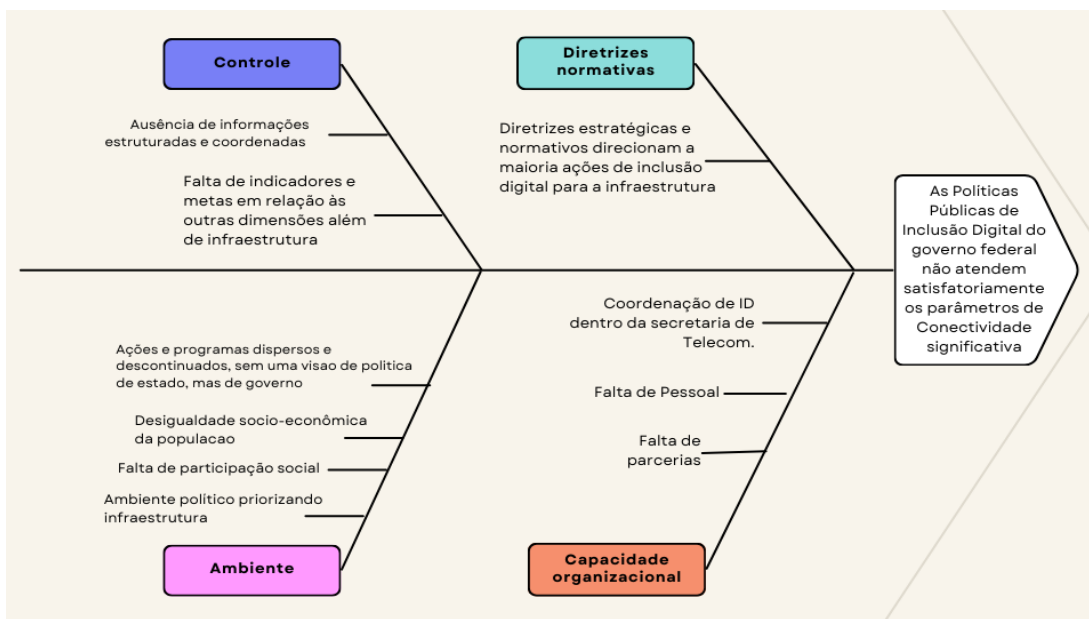 Controle
Ausência de informações
estruturadas e coordenadas
Falta de indicadores e
metas em relação às
outras dimensões além
de infraestrutura
Diretrizes
normativas
Diretrizes estratégicas e
normativos direcionam a
maioria ações de inclusão
digital para a infraestrutura
As Políticas
Públicas de
Inclusão Digital do
governo federal
não atendem
satisfatoriamente
os parâmetros de
Conectividade
significativa
Ações e programas dispersos e
descontinuados, sem uma visao de politica
de estado, mas de governo
Desigualdade socio-econômica
da populacao
Falta de participação social
Ambiente político priorizando
infraestrutura
Ambiente
Coordenação de ID
dentro da secretaria de
Telecom.
Falta de Pessoal
Falta de
parcerias
Capacidade
organizacional